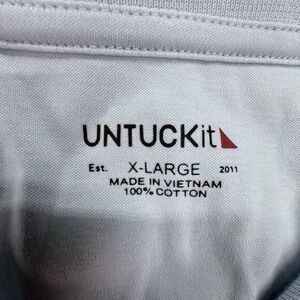 UNTUCKit
Est. X-LARGE 2011
MADE IN VIETNAM
100% COTTON